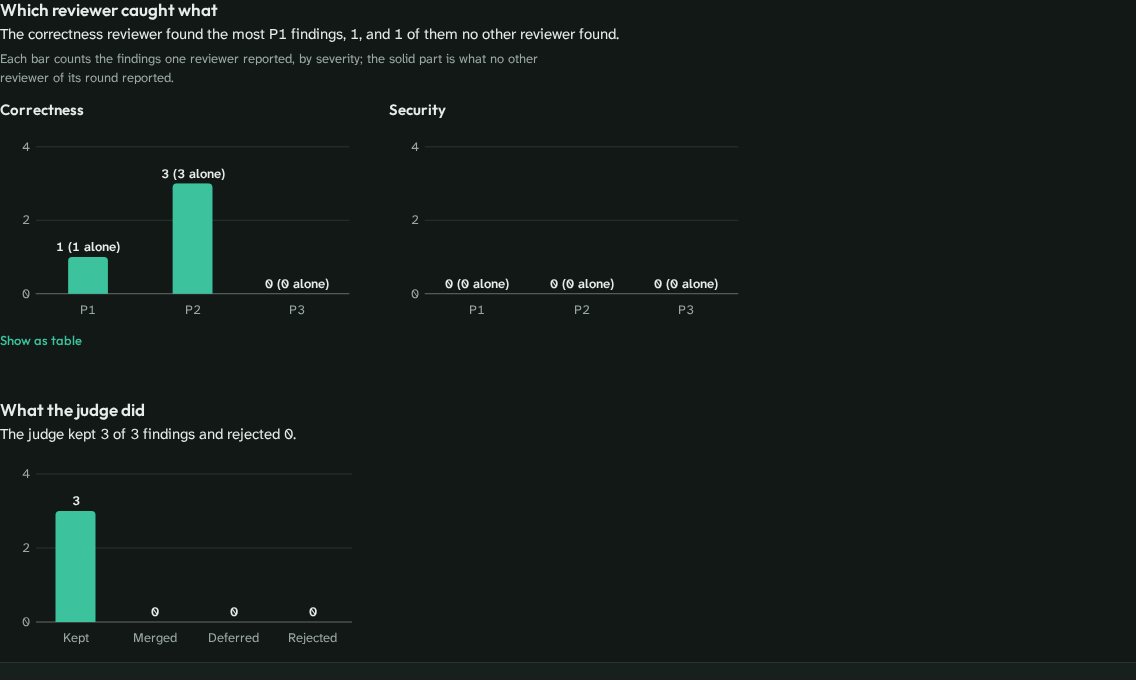 Which reviewer caught what
The correctness reviewer found the most P1 findings, 1, and 1 of them no other reviewer found.
Each bar counts the findings one reviewer reported, by severity; the solid part is what no other
reviewer of its round reported.
Correctness
4
3 (3 alone)
2
1 (1 alone)
0 (0 alone)
0
P1 P2 P3
Security
4
2
0 (0 alone) 0 (0 alone) 0 (0 alone)
0
P1 P2 P3
Show as table
What the judge did
The judge kept 3 of 3 findings and rejected 0.
4
3
2
0 0 0
0
Kept Merged Deferred Rejected